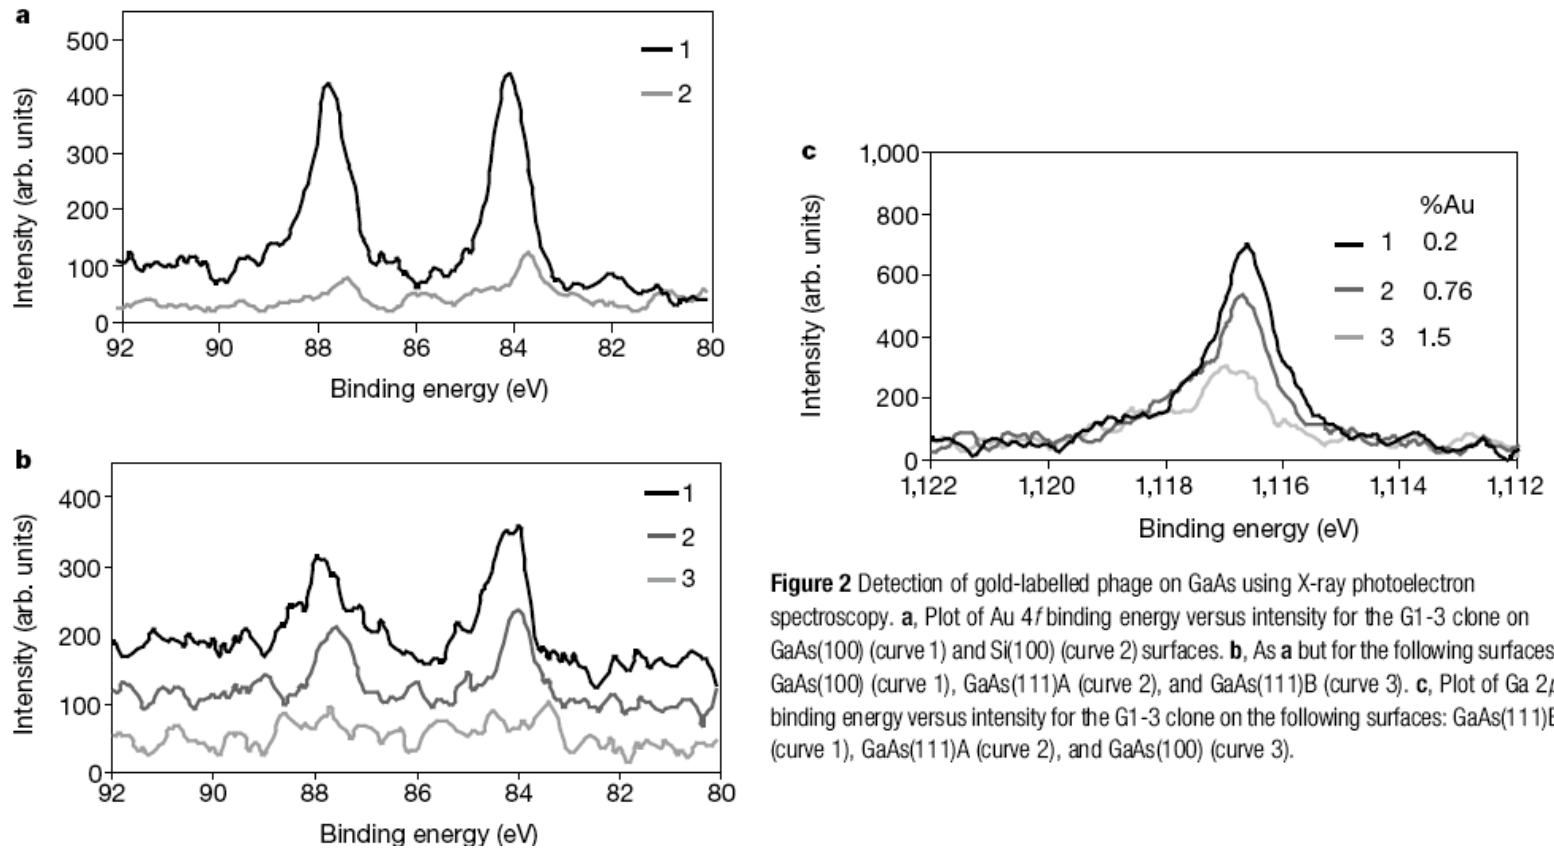 a
500
400
300
200
100
0
1
2
Intensity (arb. units)
92 90 88 86 84 82 80
Binding energy (eV)
b
400
300
200
100
0
1
2
3
Intensity (arb. units)
92 90 88 86 84 82 80
Binding energy (eV)
c
1,000
800
600
400
200
0
%Au
1 0.2
2 0.76
3 1.5
Intensity (arb. units)
1,122 1,120 1,118 1,116 1,114 1,112
Binding energy (eV)
Figure 2 Detection of gold-labelled phage on GaAs using X-ray photoelectron
spectroscopy. a, Plot of Au 4f binding energy versus intensity for the G1-3 clone on
GaAs(100) (curve 1) and Si(100) (curve 2) surfaces. b, As a but for the following surfaces
GaAs(100) (curve 1), GaAs(111)A (curve 2), and GaAs(111)B (curve 3). c, Plot of Ga 2p
binding energy versus intensity for the G1-3 clone on the following surfaces: GaAs(111)B
(curve 1), GaAs(111)A (curve 2), and GaAs(100) (curve 3).